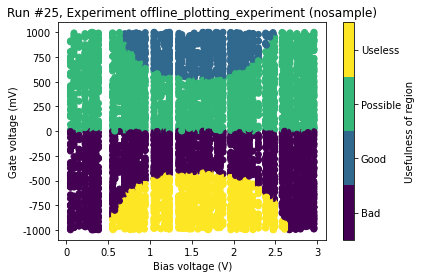 Run #25, Experiment offline_plotting_experiment (nosample)
1000
750
500
250
0
-250
-500
-750
-1000
Gate voltage (mV)
0
0.5
1
1.5
2
2.5
3
Bias voltage (V)
Useless
Possible
Good
Bad
Usefulness of region